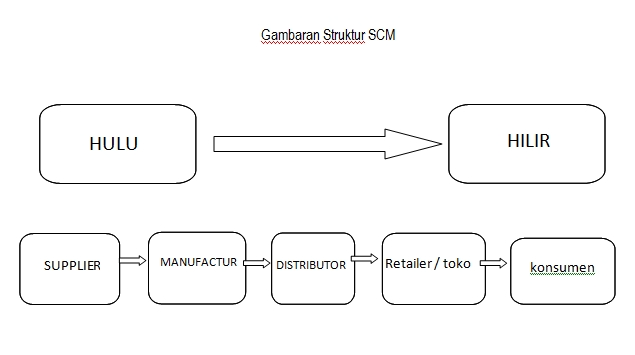 Gambaran Struktur SCM
HULU
HILIR
SUPPLIER
MANUFACTUR
DISTRIBUTOR
Retailer / toko
konsumen